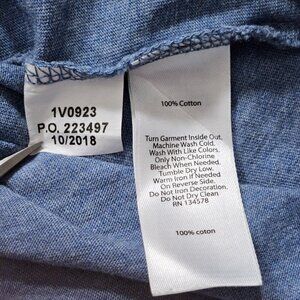 1V0923
P.O. 223497
10/2018
100% Cotton
Turn Garment Inside Out,
Machine Wash Cold,
Wash With Like Colors,
Only Non-Chlorine
Bleach When Needed.
Tumble Dry Low.
Warm Iron if Needed
On Reverse Side.
Do Not Iron Decoration.
Do Not Dry Clean
RN 134578
100% cotton